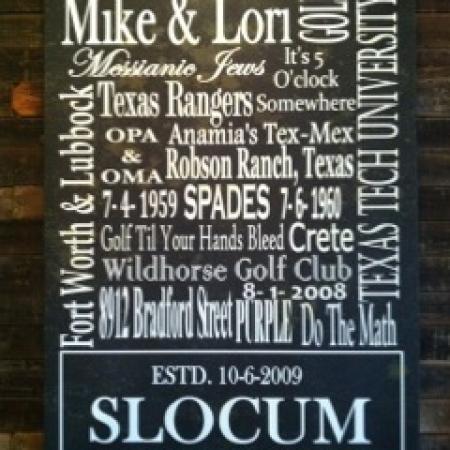 Mike & Lori
GOL
Messianic Jews
It's 5
O'clock
Somewhere
Texas Rangers
OPA
&
OMA
Anamia's Tex-Mex
Robson Ranch, Texas
7-4-1959 SPADES 7-6-1960
Golf Til Your Hands Bleed Crete
Wildhorse Golf Club
8-1-2008
8912 Bradford Street PURPLE Do The Math
Fort Worth & Lubbock
TEXAS TECH UNIVERSITY
ESTD. 10-6-2009
SLOCUM